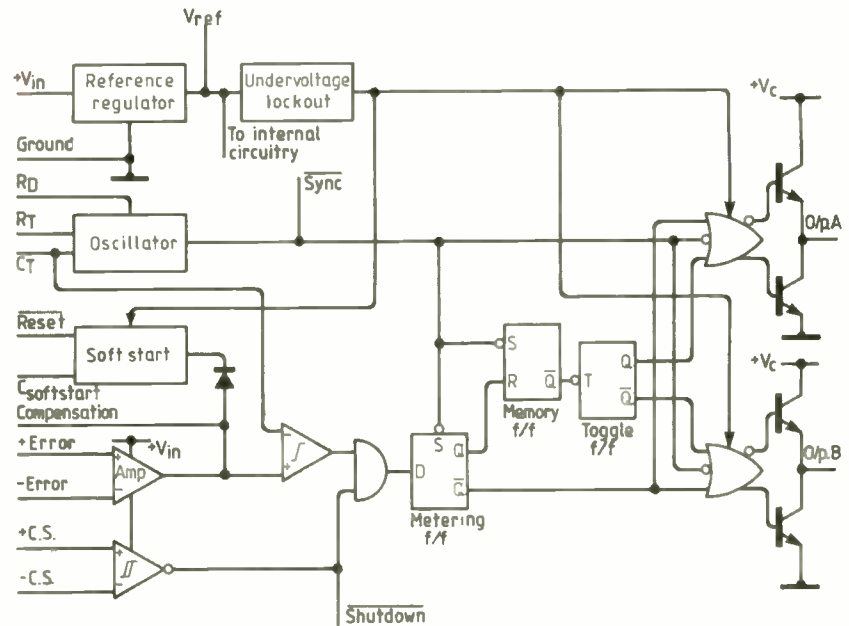 Vref
+Vin
Reference
regulator
Undervoltage
lockout
+Vc
To internal
circuitry
Ground
RD
Sync
RT
Oscillator
CT
O/p.A
Reset
Soft start
Csoftstart
Compensation
S
R
Q̅
Memory
f/f
T
Q
Q̅
Toggle
f/f
+Vc
+Error
+Vin
Amp
-Error
+
-
-
+
S
D
Q
Q̅
Metering
f/f
O/p.B
+C.S.
+
-
-C.S.
Shutdown